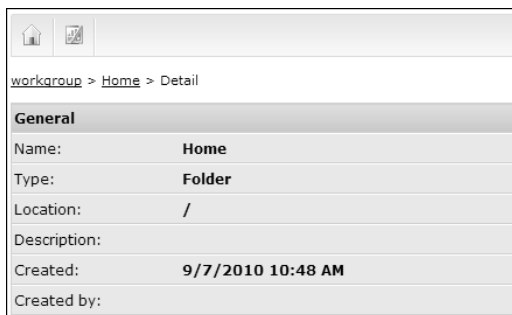 workgroup > Home > Detail
General
Name: Home
Type: Folder
Location: /
Description:
Created: 9/7/2010 10:48 AM
Created by: